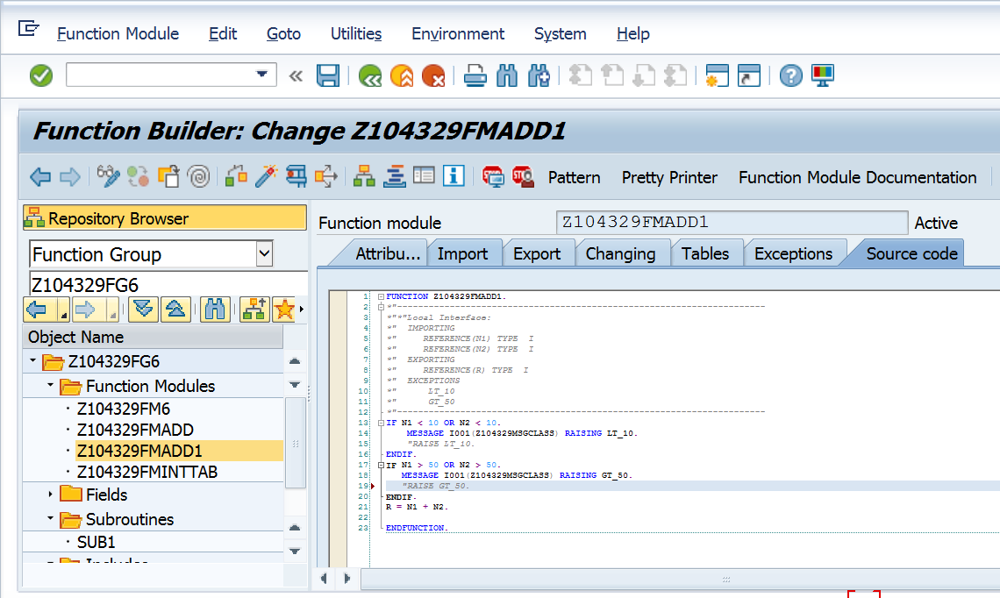 Function Module Edit Goto Utilities Environment System Help
Function Builder: Change Z104329FMADD1
Pattern Pretty Printer Function Module Documentation
Repository Browser
Function Group
Z104329FG6
Object Name
Z104329FG6
Function Modules
Z104329FM6
Z104329FMADD
Z104329FMADD1
Z104329FMINTTAB
Fields
Subroutines
SUB1
Includes
Function module Z104329FMADD1 Active
Attribu... Import Export Changing Tables Exceptions Source code
1 FUNCTION Z104329FMADD1.
2 *"----------------------------------------------------------------------
3 *"*"Local Interface:
4 *"  IMPORTING
5 *"     REFERENCE(N1) TYPE  I
6 *"     REFERENCE(N2) TYPE  I
7 *"  EXPORTING
8 *"     REFERENCE(R) TYPE  I
9 *"  EXCEPTIONS
10 *"      LT_10
11 *"      GT_50
12 *"----------------------------------------------------------------------
13 IF N1 < 10 OR N2 < 10.
14     MESSAGE I001(Z104329MSGCLASS) RAISING LT_10.
15     "RAISE LT_10.
16 ENDIF.
17 IF N1 > 50 OR N2 > 50.
18    MESSAGE I001(Z104329MSGCLASS) RAISING GT_50.
19    "RAISE GT_50.
20 ENDIF.
21 R = N1 + N2.
22
23 ENDFUNCTION.